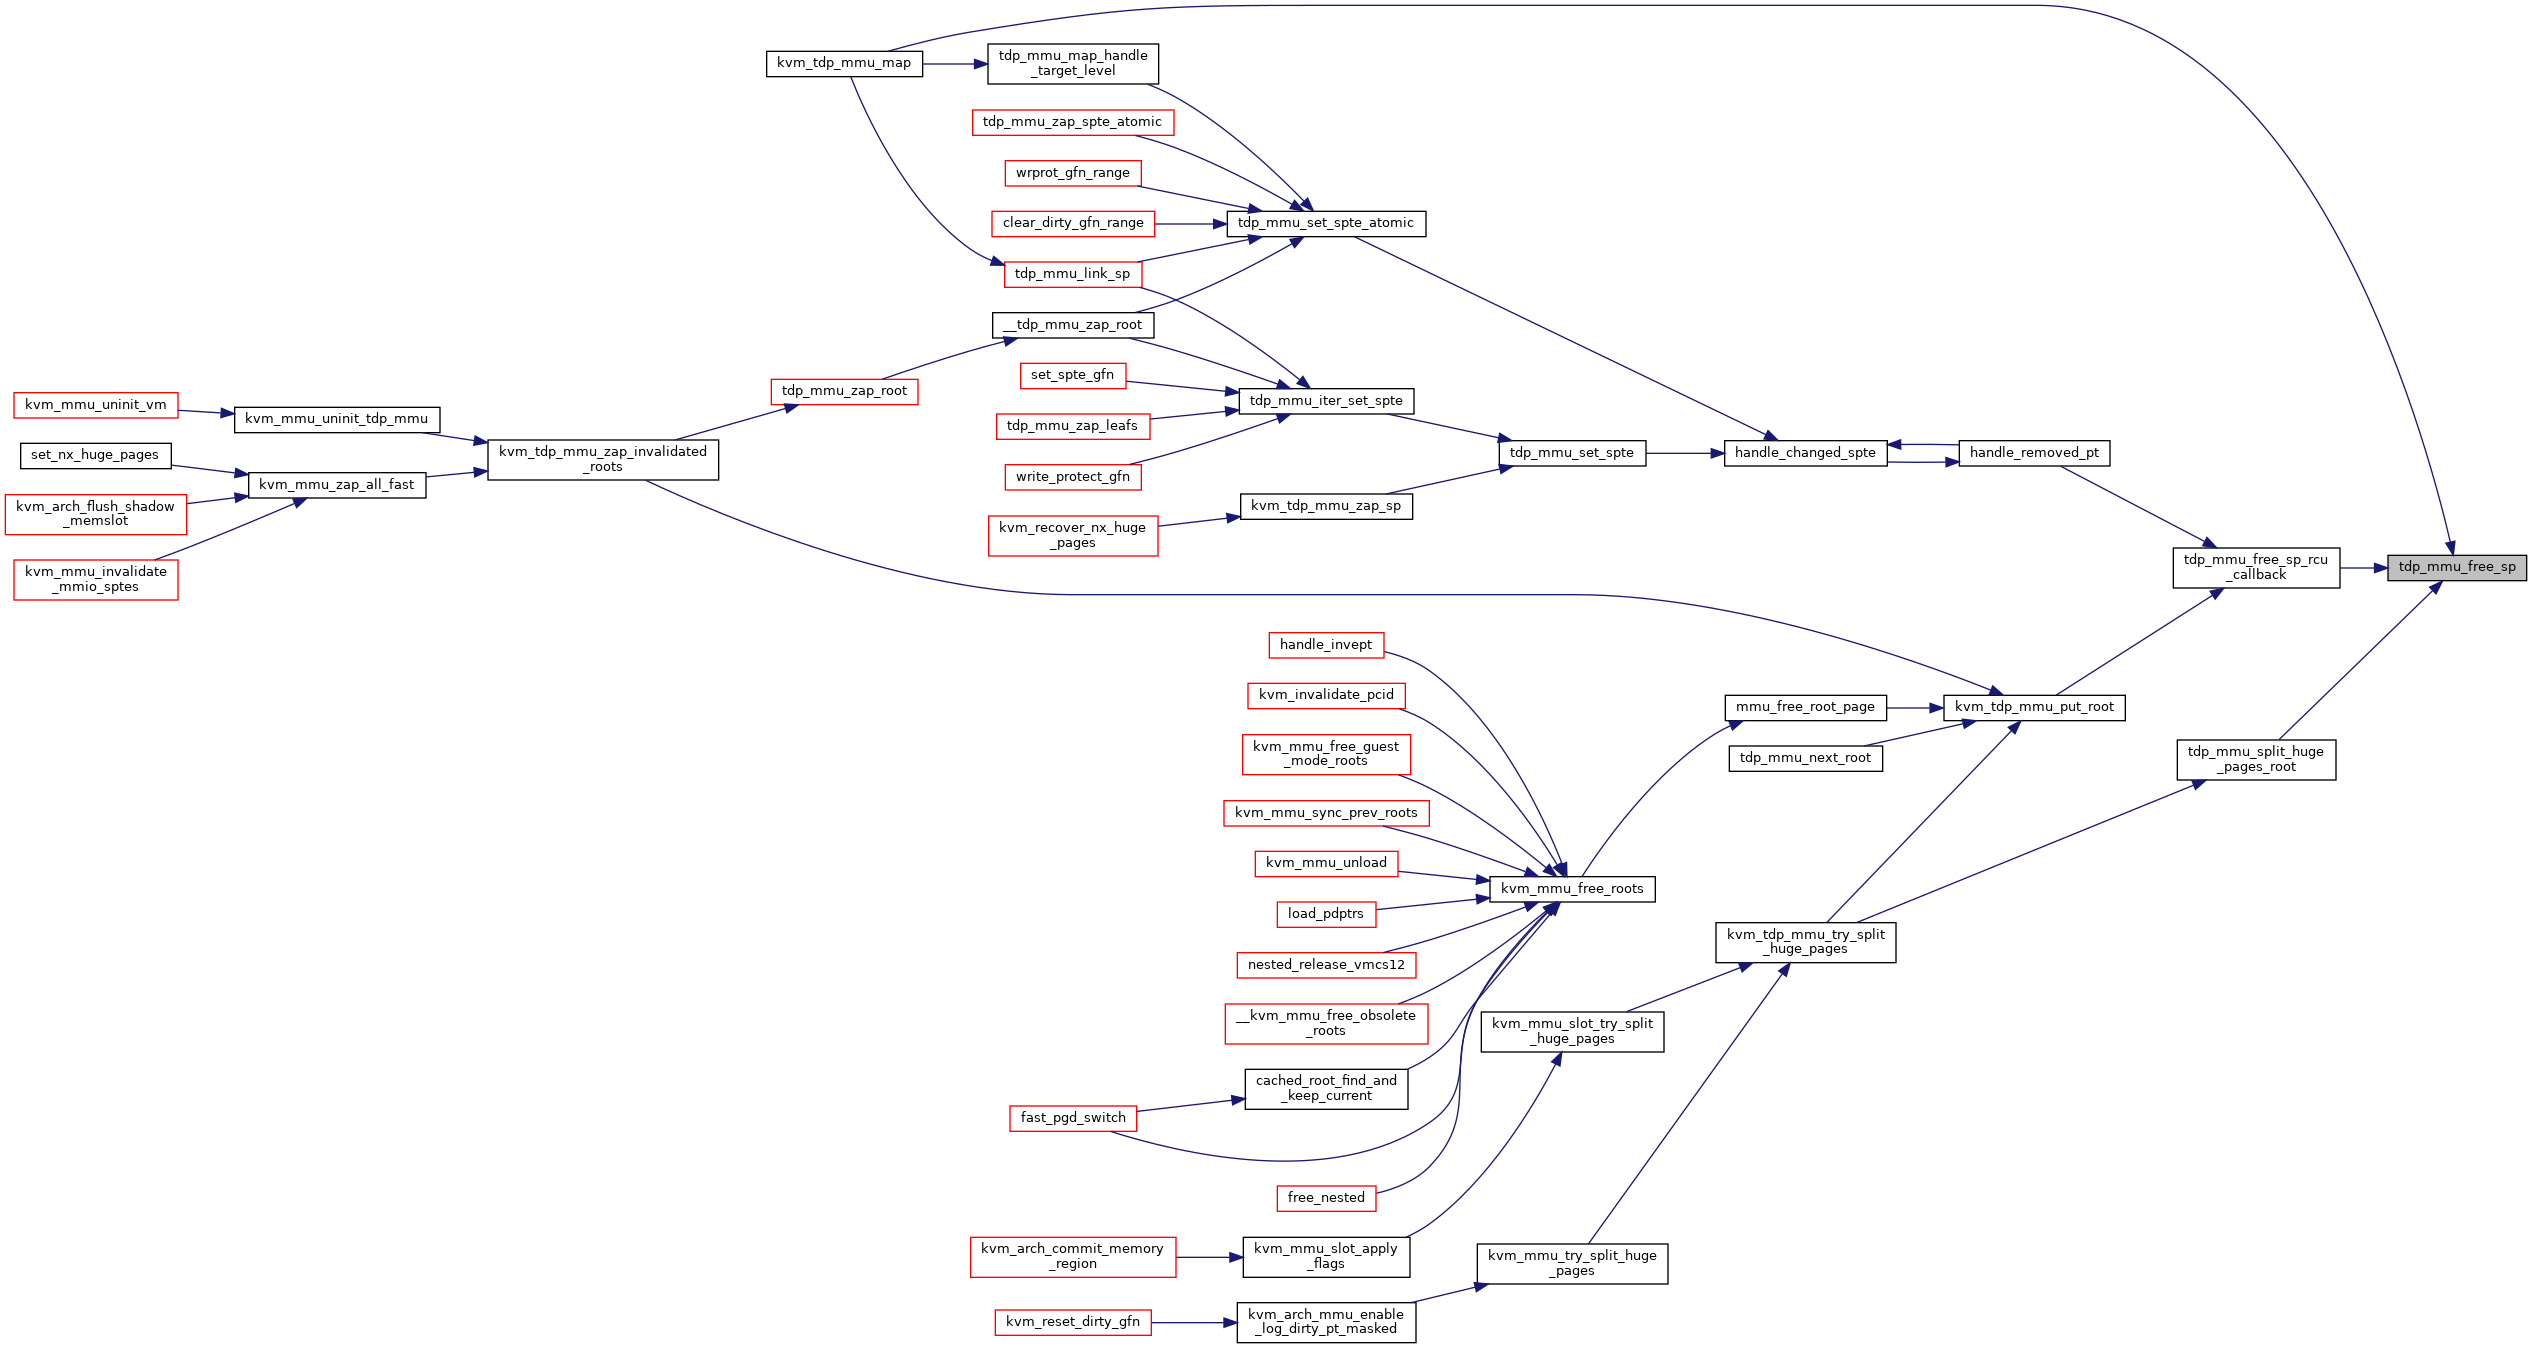 kvm_tdp_mmu_map
tdp_mmu_map_handle
_target_level
tdp_mmu_zap_spte_atomic
wrprot_gfn_range
clear_dirty_gfn_range
tdp_mmu_set_spte_atomic
tdp_mmu_link_sp
__tdp_mmu_zap_root
set_spte_gfn
tdp_mmu_zap_root
tdp_mmu_iter_set_spte
kvm_mmu_uninit_vm
kvm_mmu_uninit_tdp_mmu
tdp_mmu_zap_leafs
set_nx_huge_pages
kvm_tdp_mmu_zap_invalidated
_roots
tdp_mmu_set_spte
handle_changed_spte
handle_removed_pt
kvm_mmu_zap_all_fast
write_protect_gfn
kvm_arch_flush_shadow
_memslot
kvm_tdp_mmu_zap_sp
kvm_recover_nx_huge
_pages
kvm_mmu_invalidate
_mmio_sptes
tdp_mmu_free_sp_rcu
_callback
tdp_mmu_free_sp
handle_invept
kvm_invalidate_pcid
mmu_free_root_page
kvm_tdp_mmu_put_root
kvm_mmu_free_guest
_mode_roots
tdp_mmu_next_root
tdp_mmu_split_huge
_pages_root
kvm_mmu_sync_prev_roots
kvm_mmu_unload
kvm_mmu_free_roots
load_pdptrs
kvm_tdp_mmu_try_split
_huge_pages
nested_release_vmcs12
__kvm_mmu_free_obsolete
_roots
kvm_mmu_slot_try_split
_huge_pages
cached_root_find_and
_keep_current
fast_pgd_switch
free_nested
kvm_arch_commit_memory
_region
kvm_mmu_slot_apply
_flags
kvm_mmu_try_split_huge
_pages
kvm_reset_dirty_gfn
kvm_arch_mmu_enable
_log_dirty_pt_masked